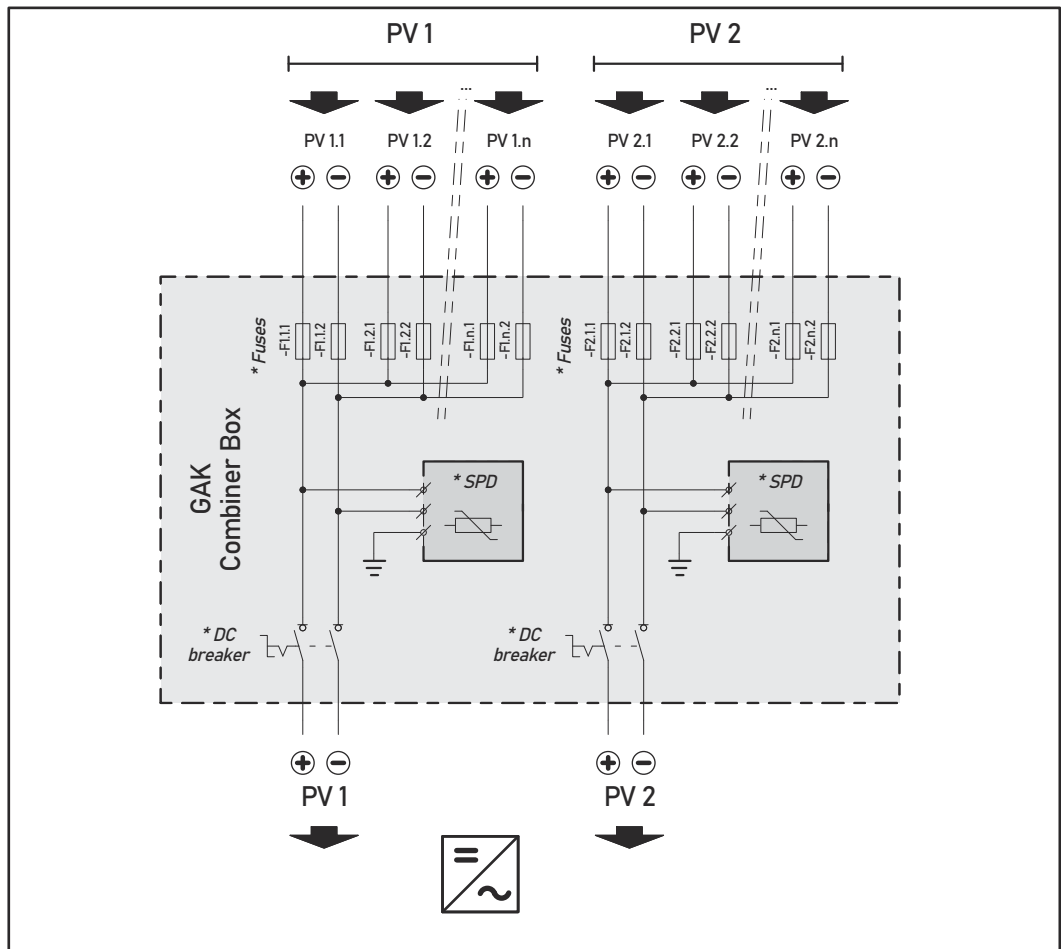 PV 1
PV 2
...
...
PV 1.1
PV 1.2
PV 1.n
PV 2.1
PV 2.2
PV 2.n
+ − + − + − + − + − + −
* Fuses
-F1.1.1
-F1.1.2
-F1.2.1
-F1.2.2
-F1.n.1
-F1.n.2
* Fuses
-F2.1.1
-F2.1.2
-F2.2.1
-F2.2.2
-F2.n.1
-F2.n.2
GAK
Combiner Box
* SPD
* SPD
* DC
breaker
* DC
breaker
+ − + −
PV 1
PV 2